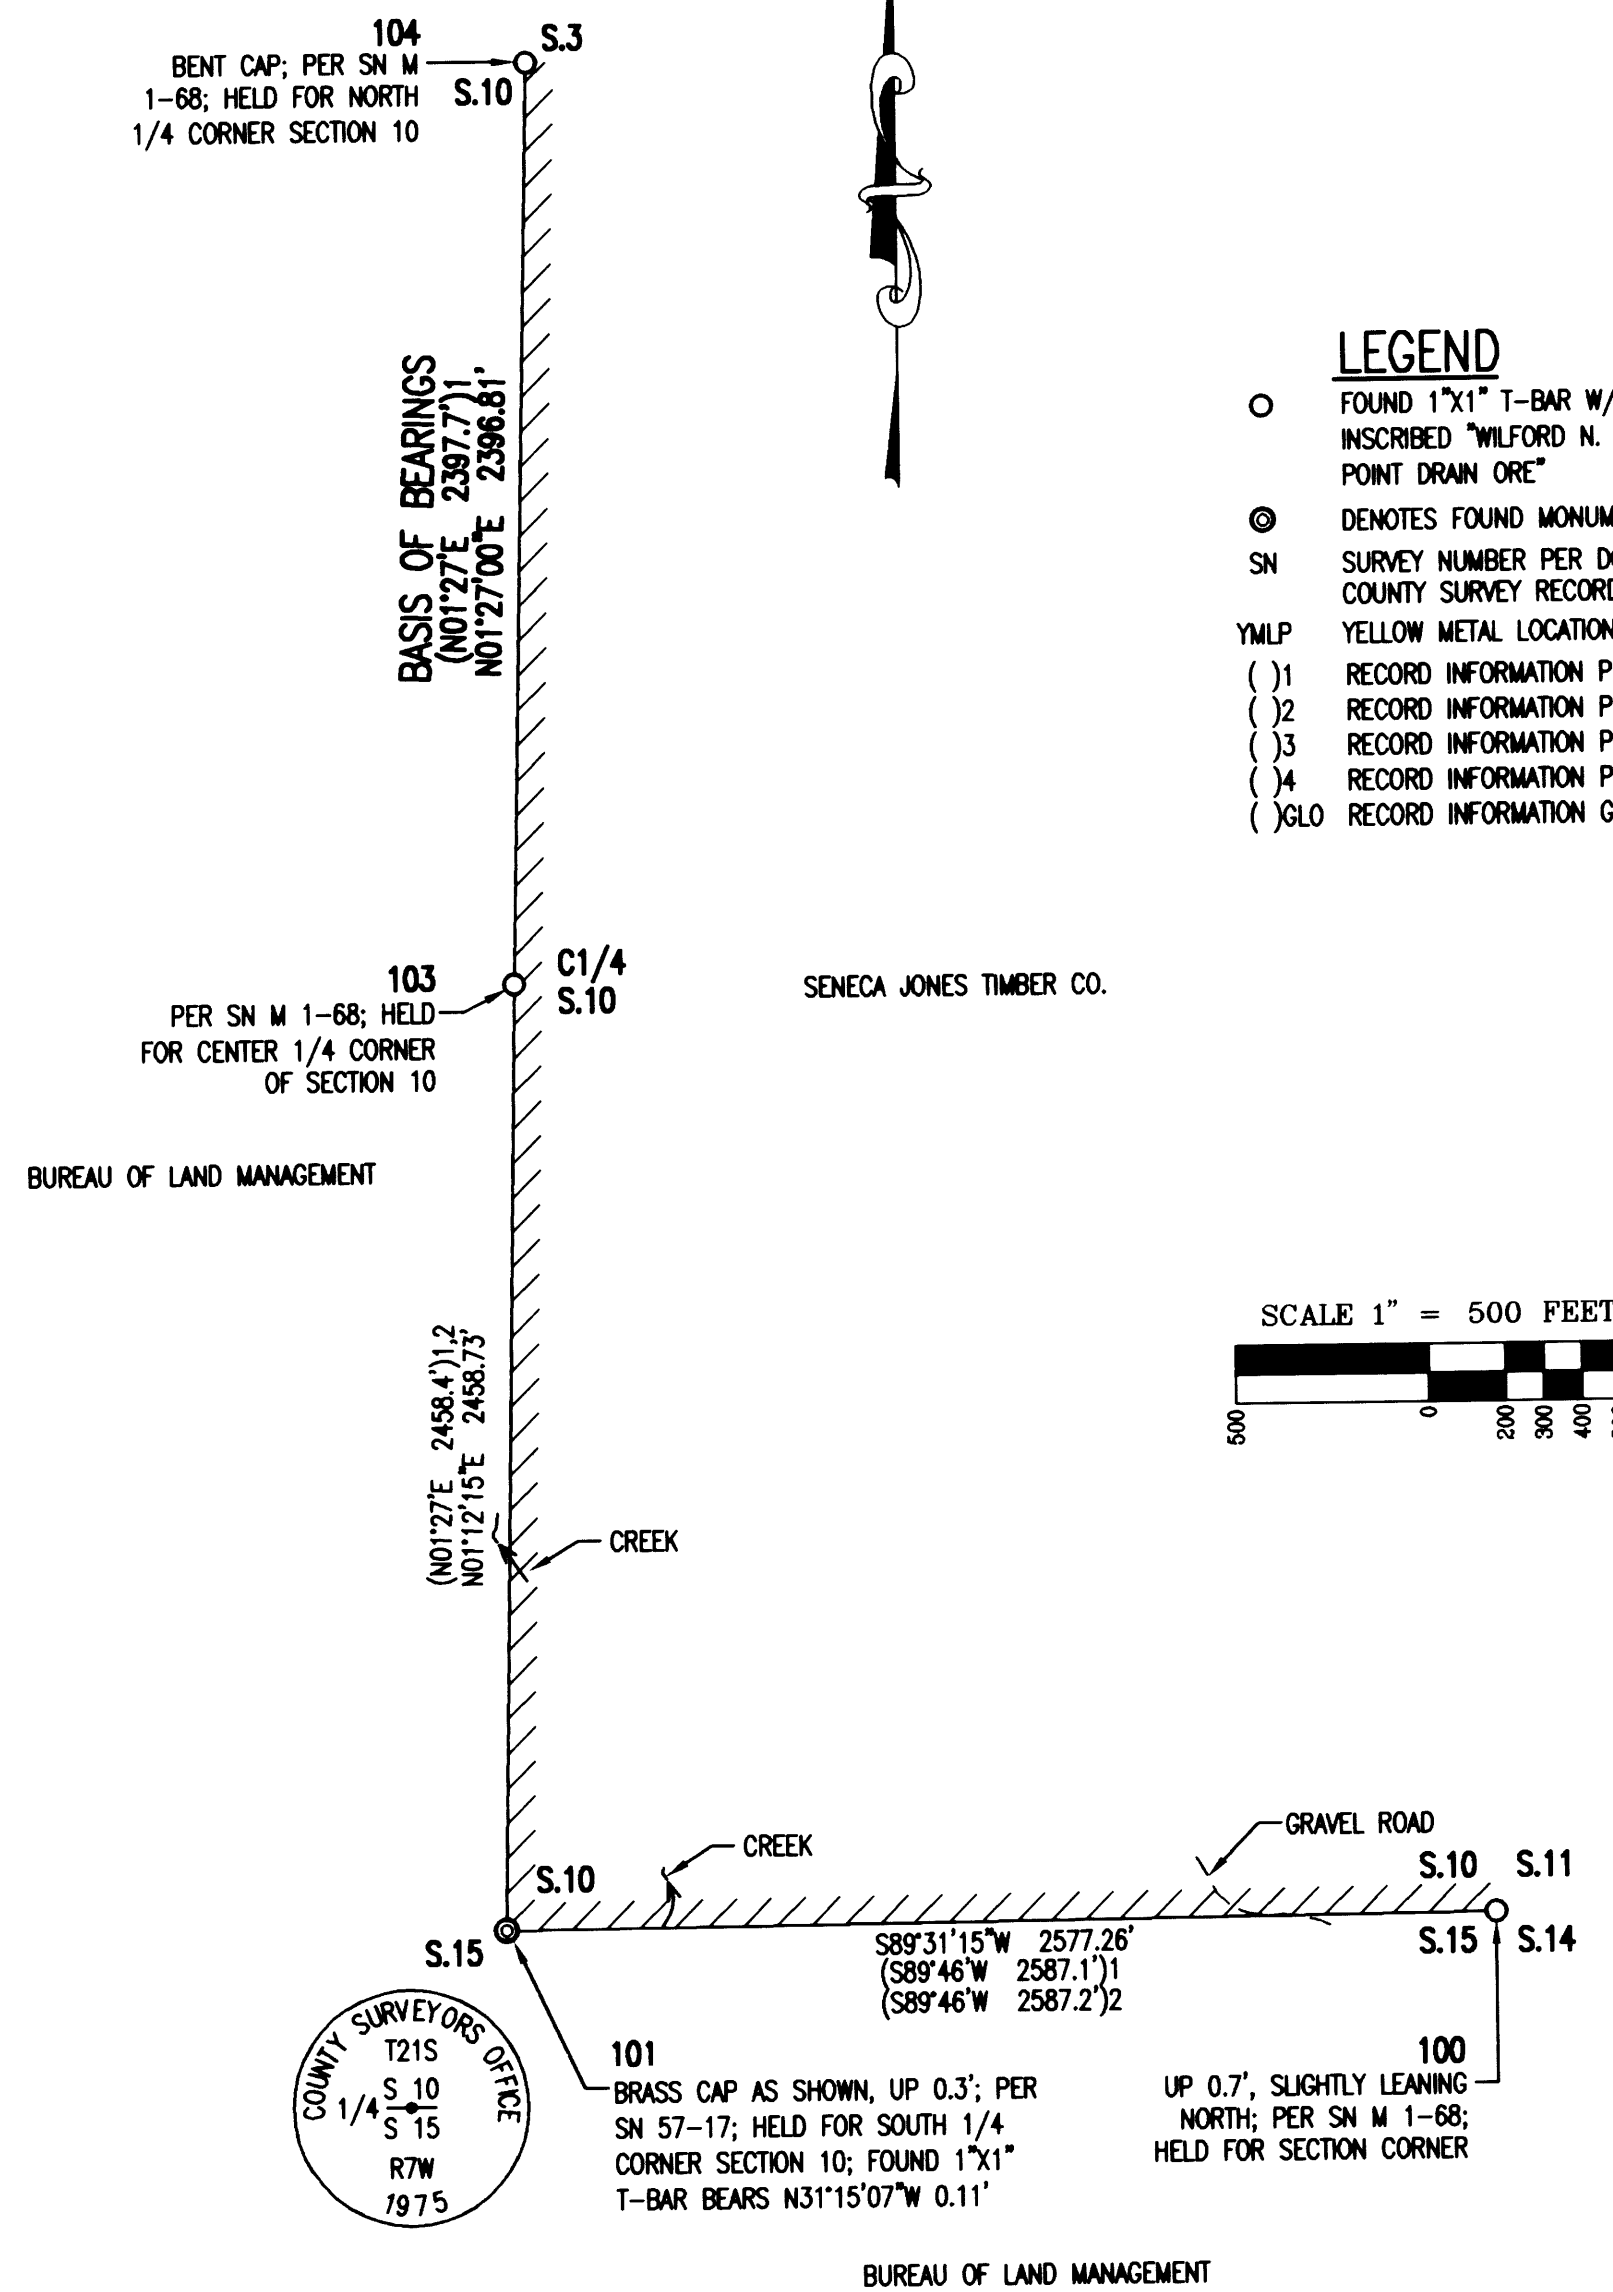 104
BENT CAP; PER SN M
1-68; HELD FOR NORTH
1/4 CORNER SECTION 10
S.3
S.10
BASIS OF BEARINGS
(N01°27'E 2397.7')1
N01°27'00"E 2396.81'
LEGEND
FOUND 1"X1" T-BAR W/
INSCRIBED "WILFORD N.
POINT DRAIN ORE"
DENOTES FOUND MONUM
SN SURVEY NUMBER PER D
COUNTY SURVEY RECORD
YMLP YELLOW METAL LOCATION
( )1 RECORD INFORMATION P
( )2 RECORD INFORMATION P
( )3 RECORD INFORMATION P
( )4 RECORD INFORMATION P
( )GLO RECORD INFORMATION G
103
PER SN M 1-68; HELD
FOR CENTER 1/4 CORNER
OF SECTION 10
C1/4
S.10
SENECA JONES TIMBER CO.
BUREAU OF LAND MANAGEMENT
SCALE 1" = 500 FEET
500 0 200 300 400
(N01°27'E 2458.4')1,2
N01°12'15"E 2458.73'
CREEK
CREEK
GRAVEL ROAD
S.10
S.15
S.10 S.11
S.15 S.14
S89°31'15"W 2577.26'
(S89°46'W 2587.1')1
(S89°46'W 2587.2')2
COUNTY SURVEYORS OFFICE
T21S
1/4 S 10
S 15
R7W
1975
101
BRASS CAP AS SHOWN, UP 0.3'; PER
SN 57-17; HELD FOR SOUTH 1/4
CORNER SECTION 10; FOUND 1"X1"
T-BAR BEARS N31°15'07"W 0.11'
100
UP 0.7', SLIGHTLY LEANING
NORTH; PER SN M 1-68;
HELD FOR SECTION CORNER
BUREAU OF LAND MANAGEMENT